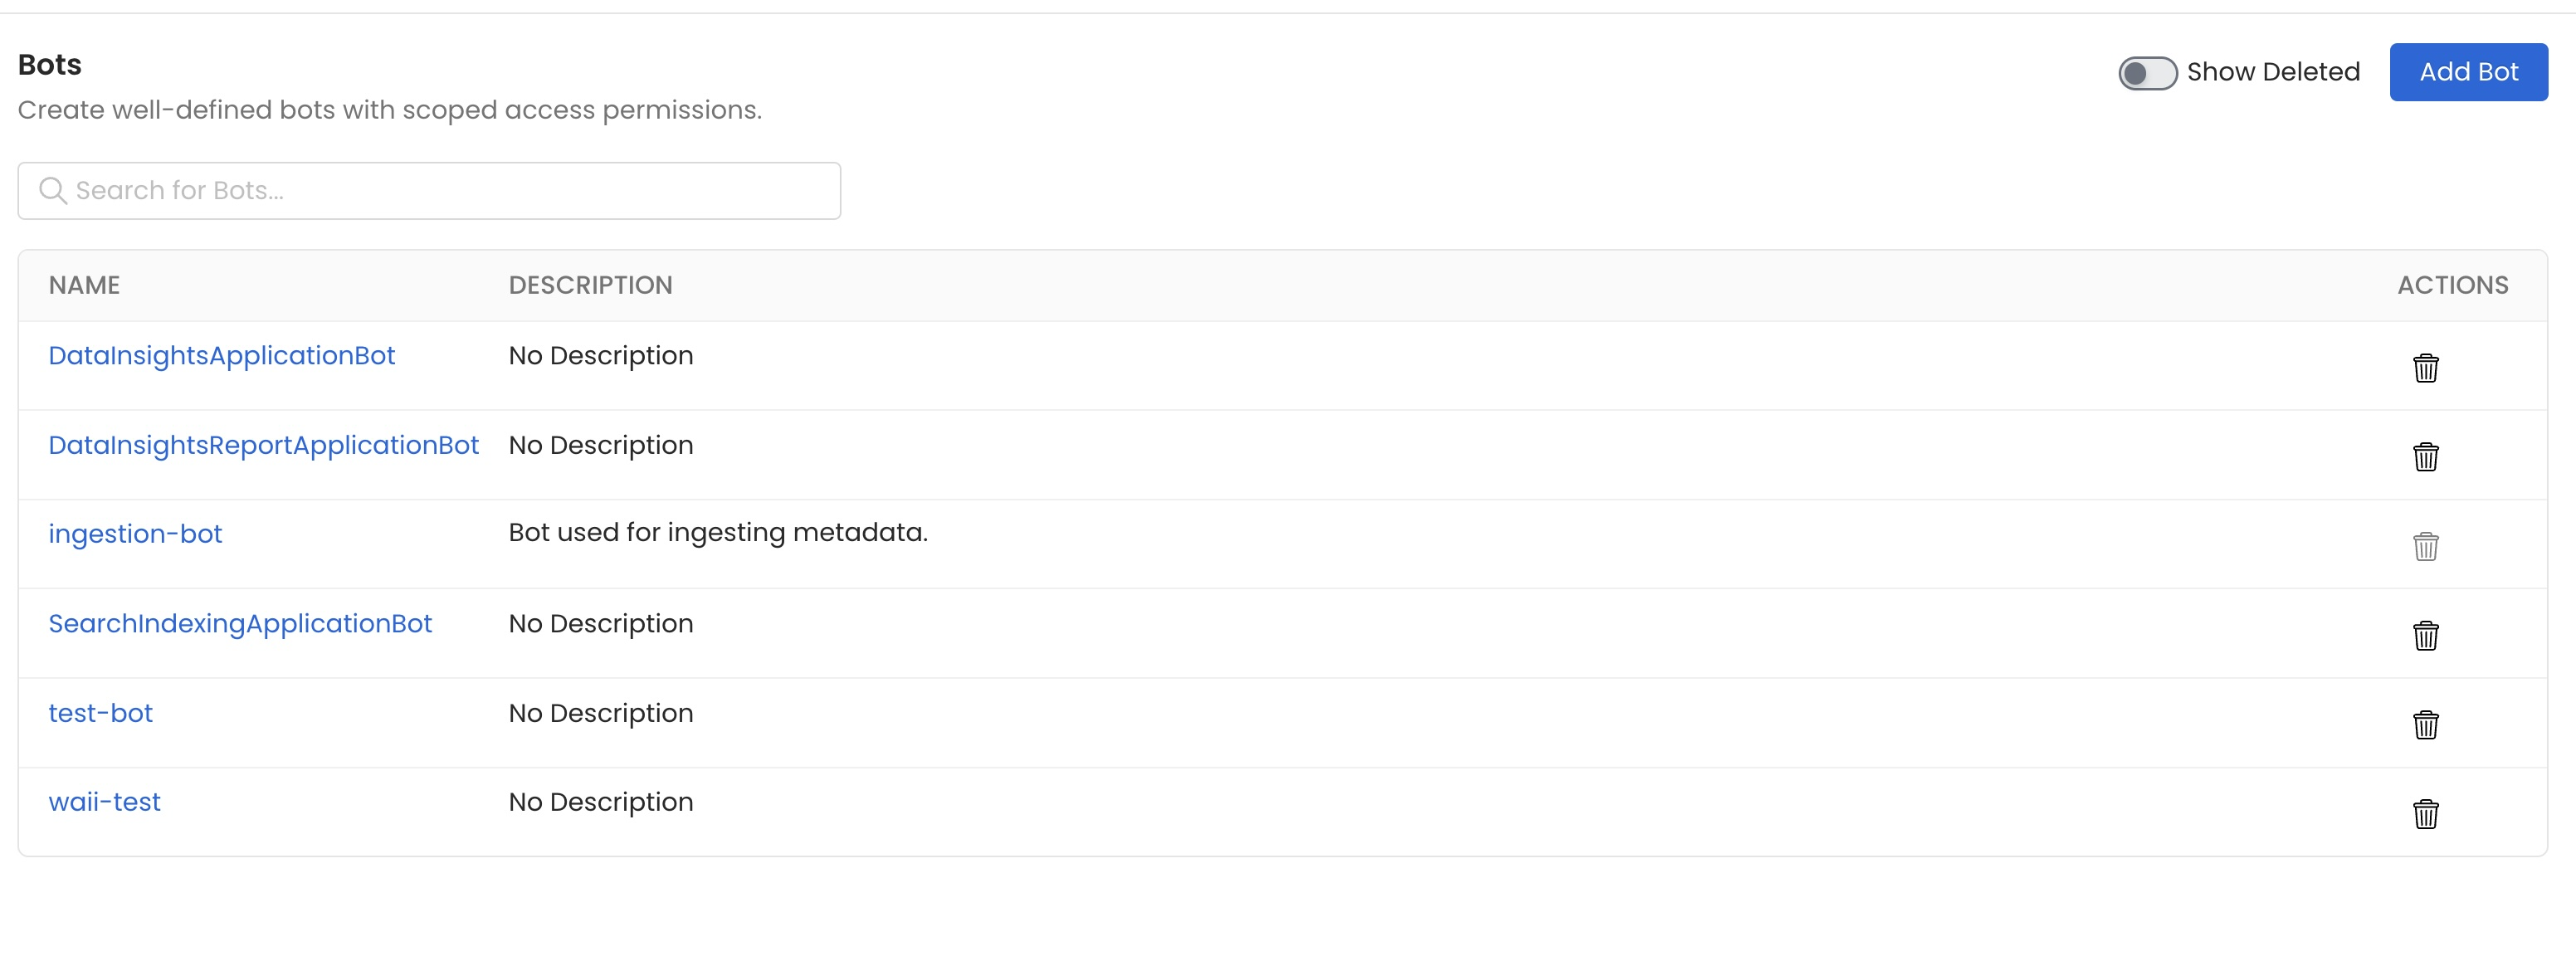 Bots
Show Deleted
Add Bot
Create well-defined bots with scoped access permissions.
Search for Bots...
NAME DESCRIPTION ACTIONS
DataInsightsApplicationBot No Description
DataInsightsReportApplicationBot No Description
ingestion-bot Bot used for ingesting metadata.
SearchIndexingApplicationBot No Description
test-bot No Description
waii-test No Description